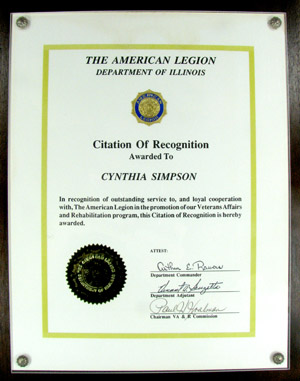 THE AMERICAN LEGION
DEPARTMENT OF ILLINOIS
AMERICAN
LEGION
Citation Of Recognition
Awarded To
CYNTHIA SIMPSON
In recognition of outstanding service to, and loyal cooperation
with, The American Legion in the promotion of our Veterans Affairs
and Rehabilitation program, this Citation of Recognition is hereby
awarded.
ATTEST:
Department Commander
Department Adjutant
Chairman VA & R Commission